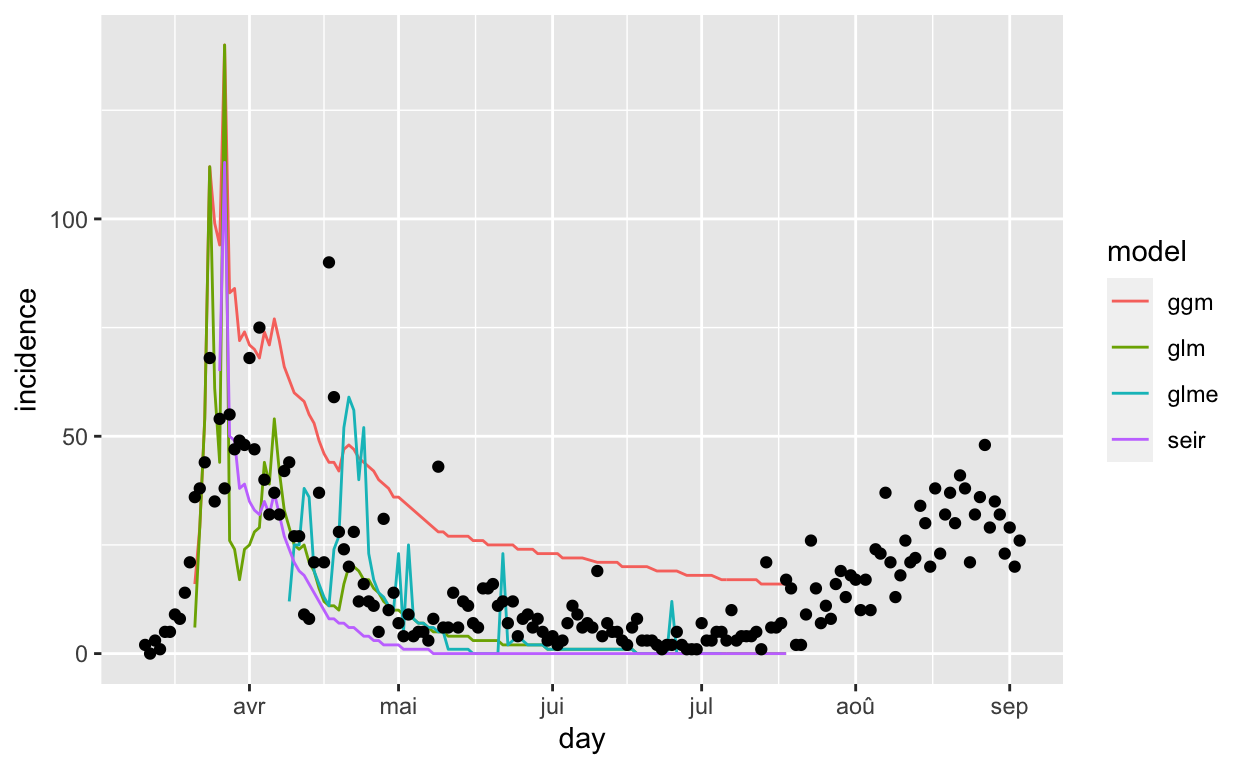 incidence
100
50
0
avr
mai
jui
jul
aoû
sep
day
model
ggm
glm
glme
seir